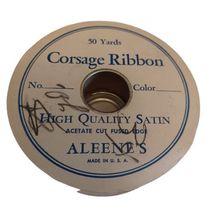 50 Yards
Corsage Ribbon
No. Color
HIGH QUALITY SATIN
ACETATE CUT FUSED EDGE
ALEENE'S
MADE IN U. S. A.